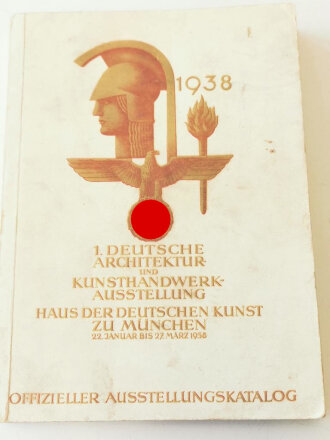 1938
1. DEUTSCHE
ARCHITEKTUR-
UND
KUNSTHANDWERK-
AUSSTELLUNG
HAUS DER DEUTSCHEN KUNST
ZU MÜNCHEN
22. JANUAR BIS 27. MÄRZ 1938
OFFIZIELLER AUSSTELLUNGSKATALOG